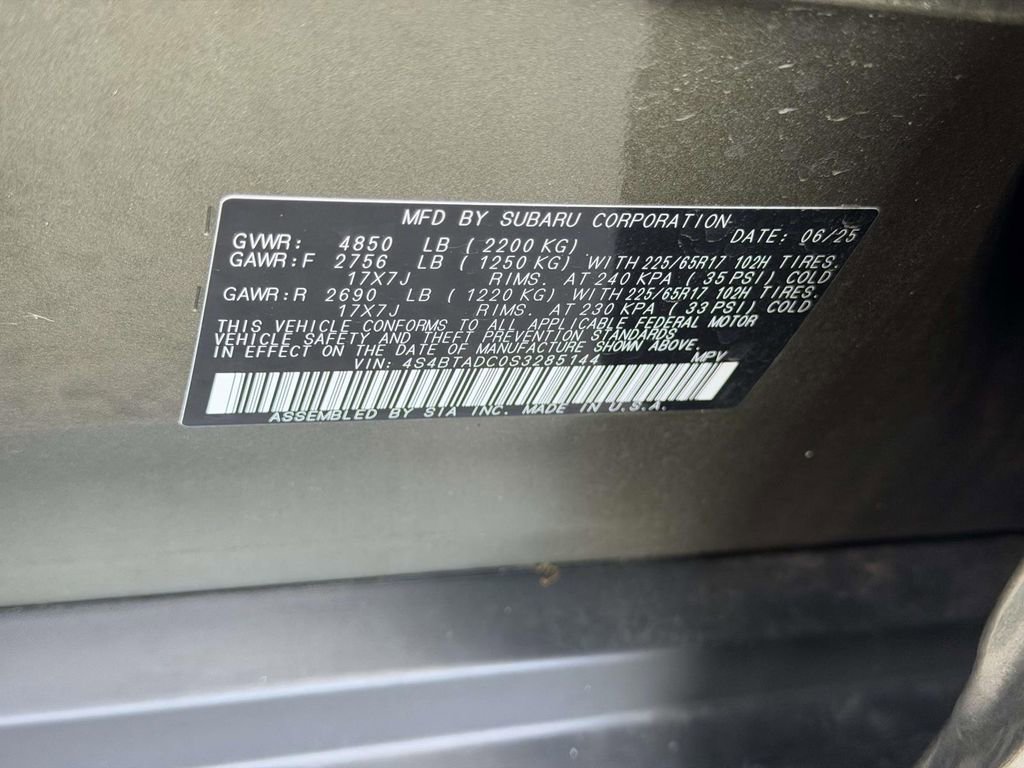 MFD BY SUBARU CORPORATION
DATE: 06/25
GVWR: 4850 LB (2200 KG)
GAWR:F 2756 LB (1250 KG) WITH 225/65R17 102H TIRES.
17X7J RIMS. AT 240 KPA (35 PSI) COLD
GAWR:R 2690 LB (1220 KG) WITH 225/65R17 102H TIRES.
17X7J RIMS. AT 230 KPA (33 PSI) COLD
THIS VEHICLE CONFORMS TO ALL APPLICABLE FEDERAL MOTOR
VEHICLE SAFETY AND THEFT PREVENTION STANDARDS
IN EFFECT ON THE DATE OF MANUFACTURE SHOWN ABOVE.
VIN: 4S4BTADC0S3285144 MPV
ASSEMBLED BY SIA INC. MADE IN U.S.A.